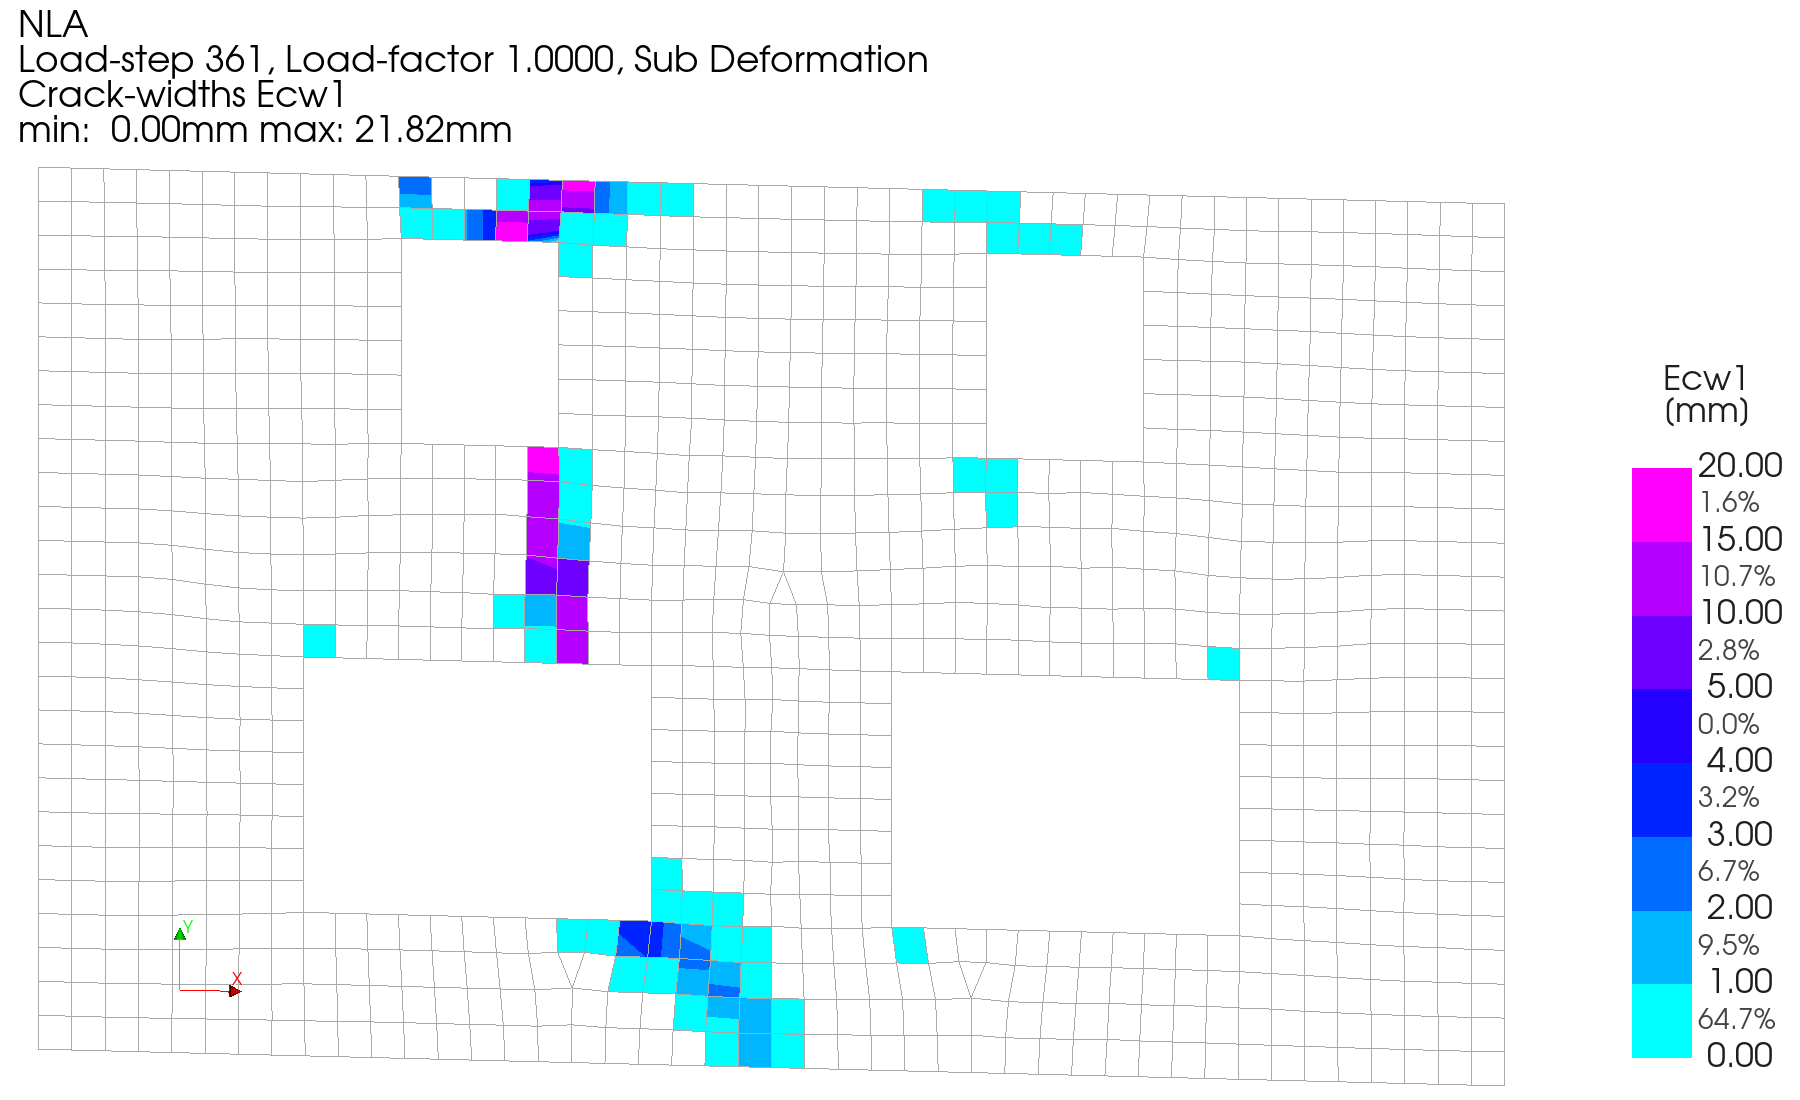 NLA
Load-step 361, Load-factor 1.0000, Sub Deformation
Crack-widths Ecw1
min:  0.00mm max: 21.82mm
Ecw1
(mm)
20.00
1.6%
15.00
10.7%
10.00
2.8%
5.00
0.0%
4.00
3.2%
3.00
6.7%
2.00
9.5%
1.00
64.7%
0.00
Y
X